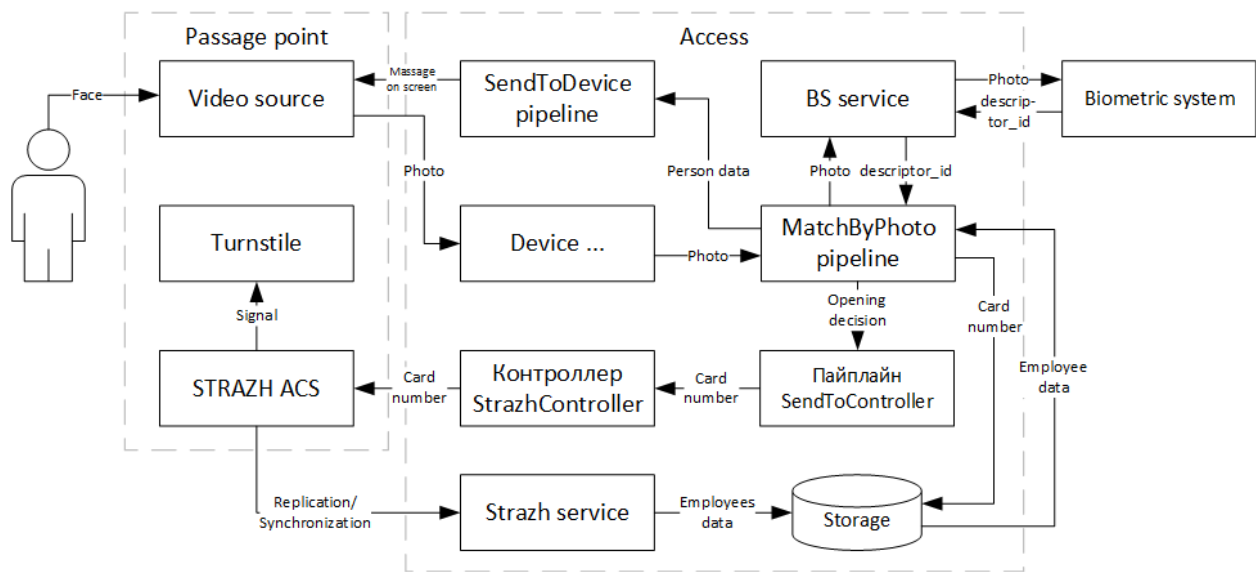 Passage point
Access
Face
Video source
Massage
on screen
SendToDevice
pipeline
BS service
Photo
descrip-
tor_id
Biometric system
Photo
Person data
Photo
descriptor_id
Turnstile
Device ...
Photo
MatchByPhoto
pipeline
Signal
Opening
decision
Card
number
Employee
data
STRAZH ACS
Card
number
Контроллер
StrazhController
Card
number
Пайплайн
SendToController
Replication/
Synchronization
Strazh service
Employees
data
Storage